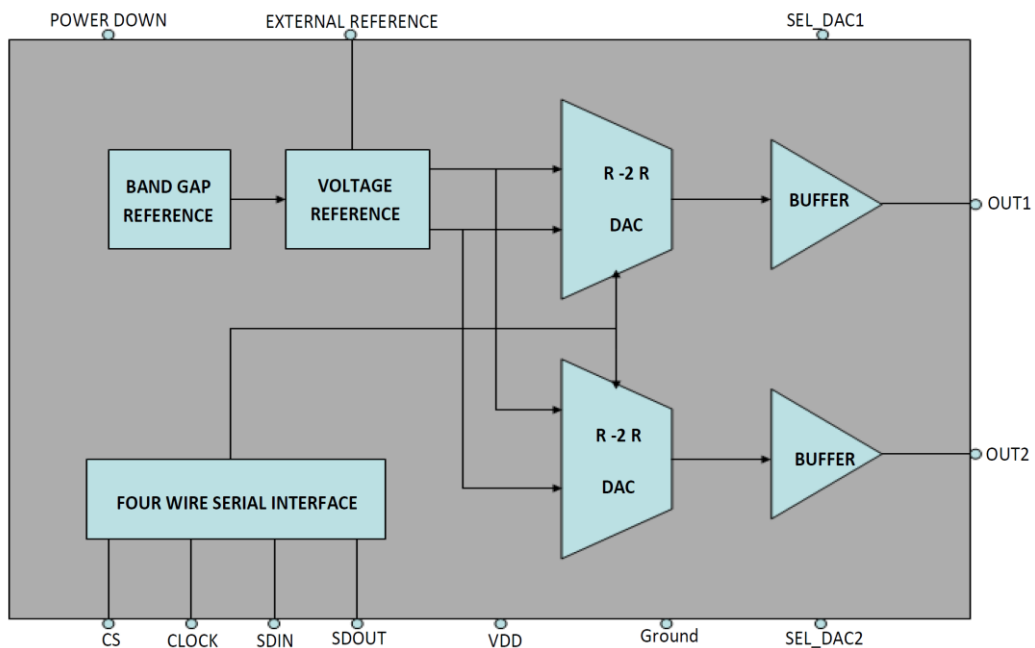 POWER DOWN
EXTERNAL REFERENCE
SEL_DAC1
BAND GAP
REFERENCE
VOLTAGE
REFERENCE
R -2 R
DAC
BUFFER
OUT1
R -2 R
DAC
BUFFER
OUT2
FOUR WIRE SERIAL INTERFACE
CS
CLOCK
SDIN
SDOUT
VDD
Ground
SEL_DAC2